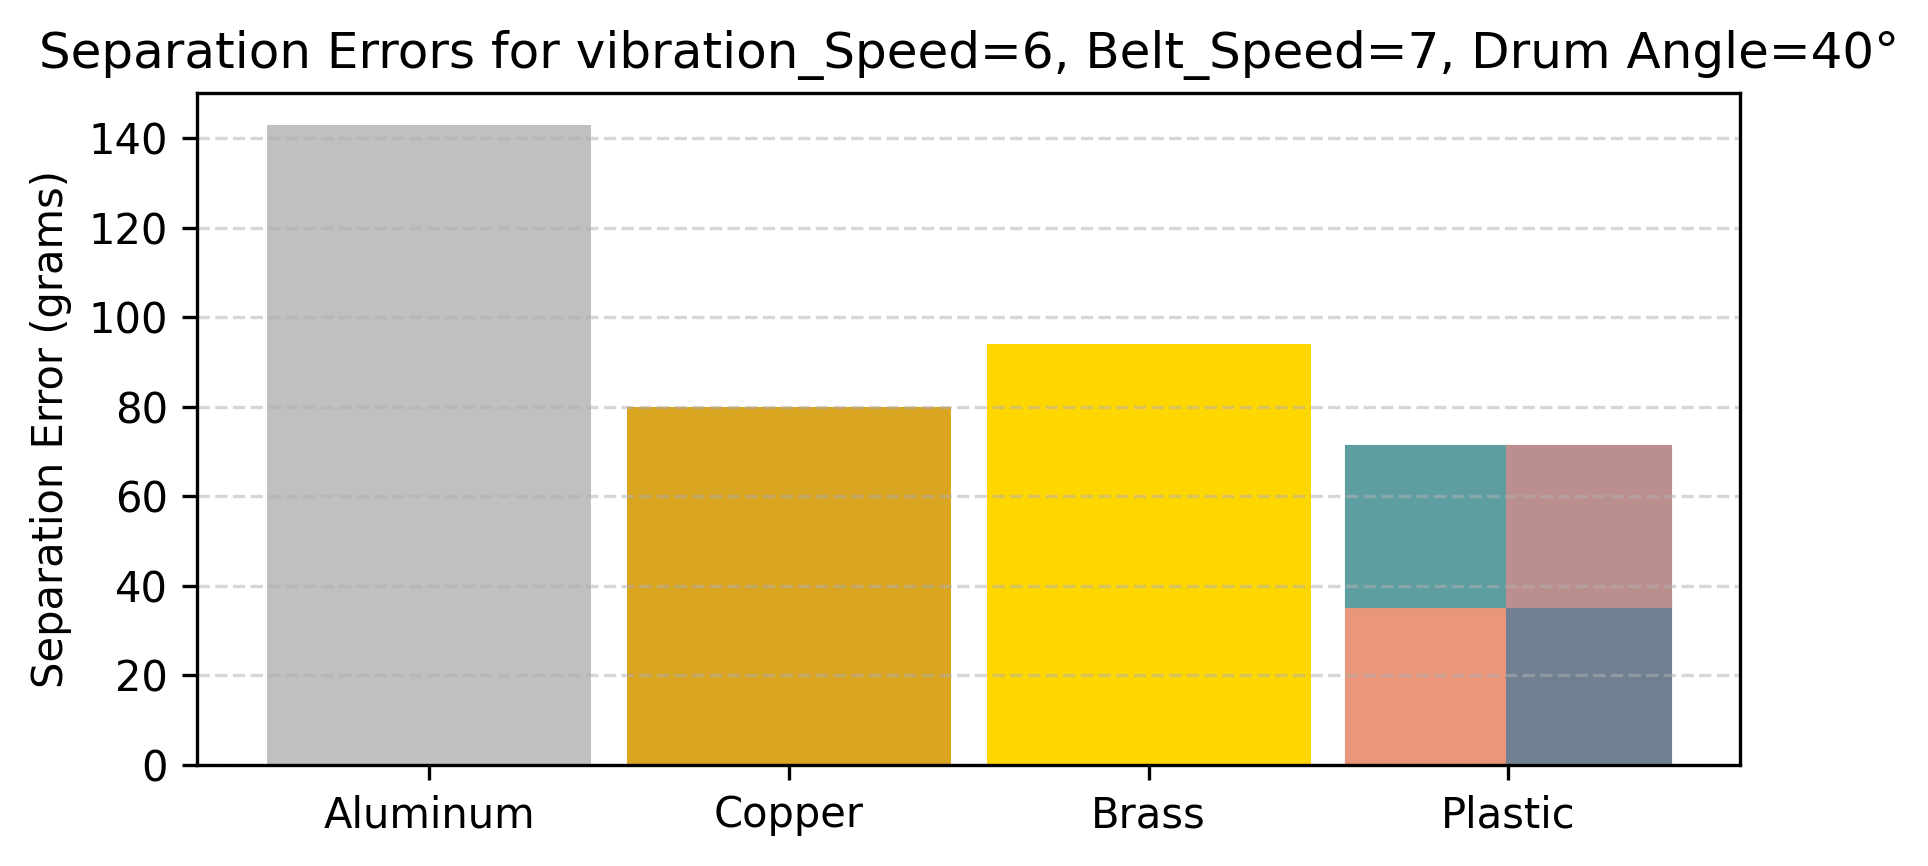 Separation Errors for vibration_Speed=6, Belt_Speed=7, Drum Angle=40°
Separation Error (grams)
140
120
100
80
60
40
20
0
Aluminum
Copper
Brass
Plastic